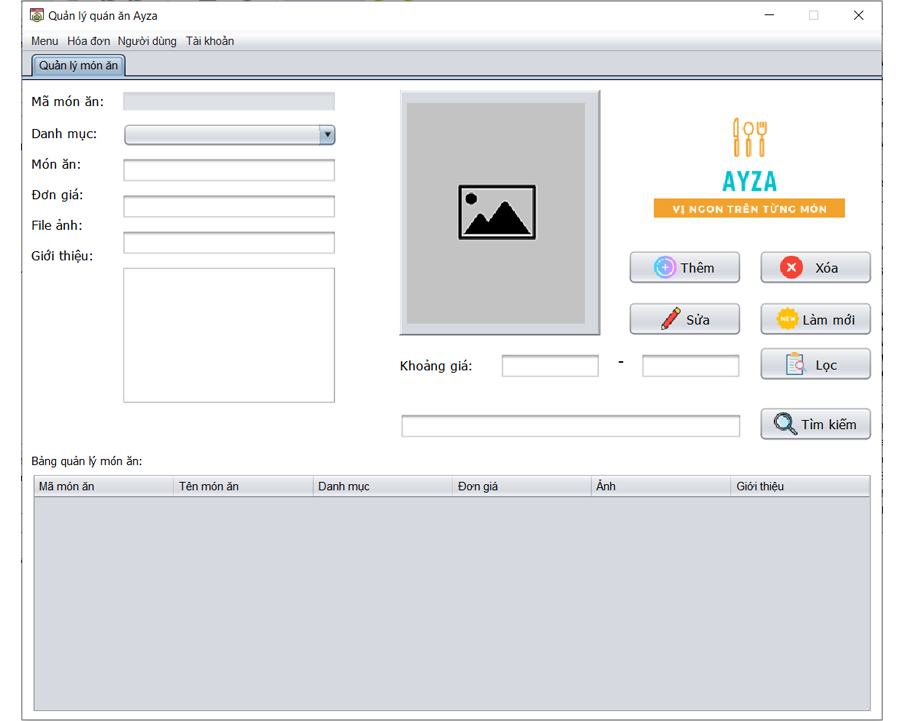 Quản lý quán ăn Ayza
Menu Hóa đơn Người dùng Tài khoản
Quản lý món ăn
Mã món ăn:
Danh mục:
Món ăn:
Đơn giá:
File ảnh:
Giới thiệu:
AYZA
VỊ NGON TRÊN TỪNG MÓN
Thêm
Xóa
Sửa
NEW
Làm mới
Khoảng giá:
-
Lọc
Tìm kiếm
Bảng quản lý món ăn:
Mã món ăn Tên món ăn Danh mục Đơn giá Ảnh Giới thiệu